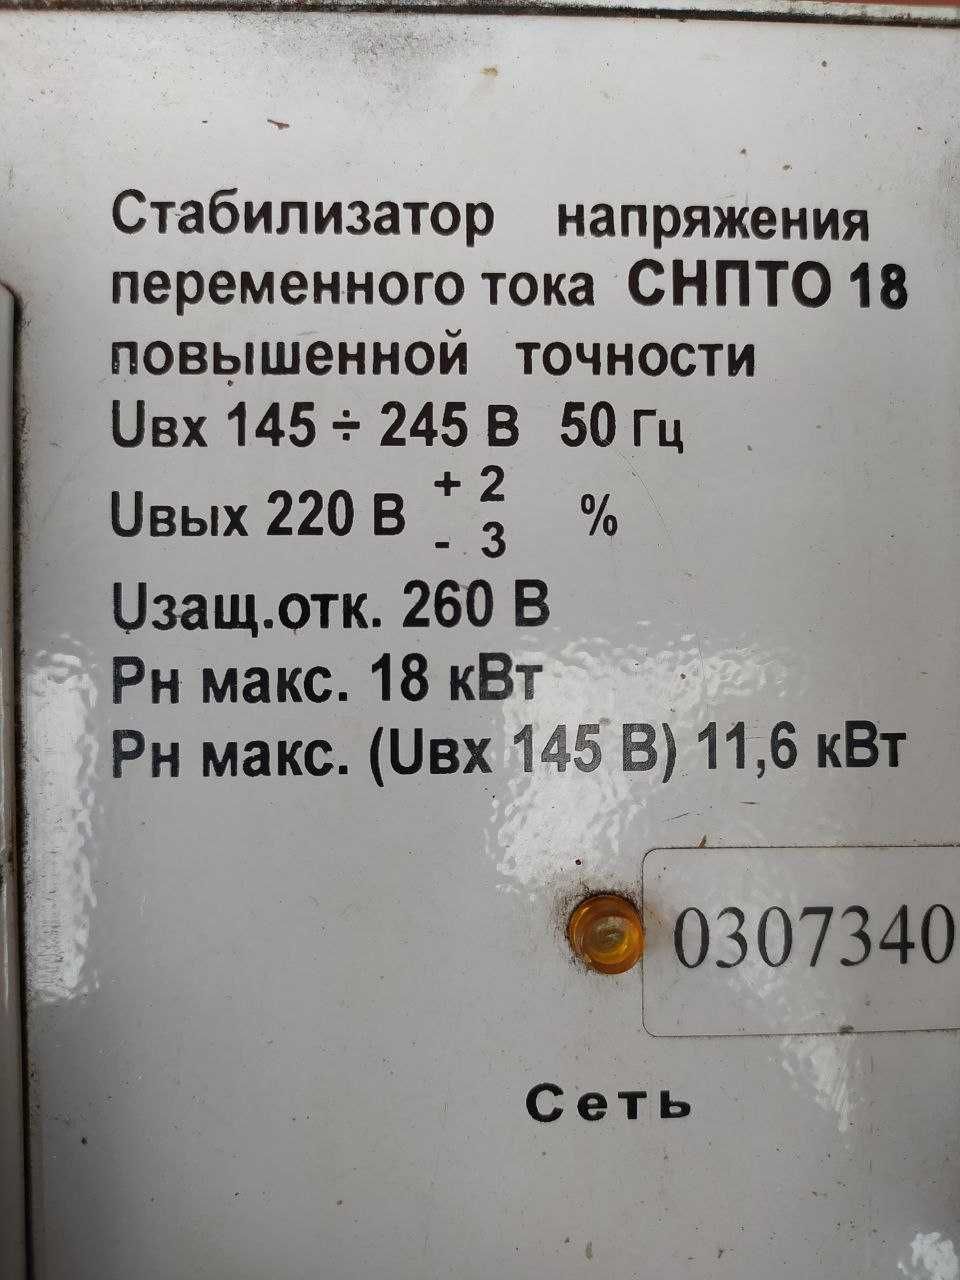 Стабилизатор напряжения
переменного тока СНПТО 18
повышенной точности
Uвх 145 ÷ 245 В 50 Гц
Uвых 220 В + 2 - 3 %
Uзащ.отк. 260 В
Рн макс. 18 кВт
Рн макс. (Uвх 145 В) 11,6 кВт
0307340
Сеть